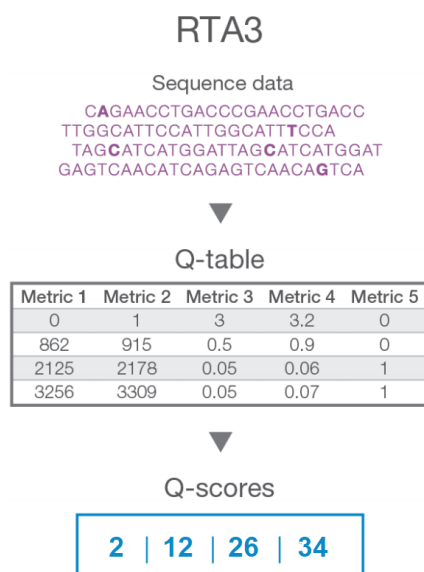 RTA3
Sequence data
CAGAACCTGACCCGAACCTGACC
TTGGCATTCCATTGGCATTTCCA
TAGCATCATGGATTAGCATCATGGAT
GAGTCAACATCAGAGTCAACAGTCA
Q-table
Metric 1 Metric 2 Metric 3 Metric 4 Metric 5
0 1 3 3.2 0
862 915 0.5 0.9 0
2125 2178 0.05 0.06 1
3256 3309 0.05 0.07 1
Q-scores
2 | 12 | 26 | 34